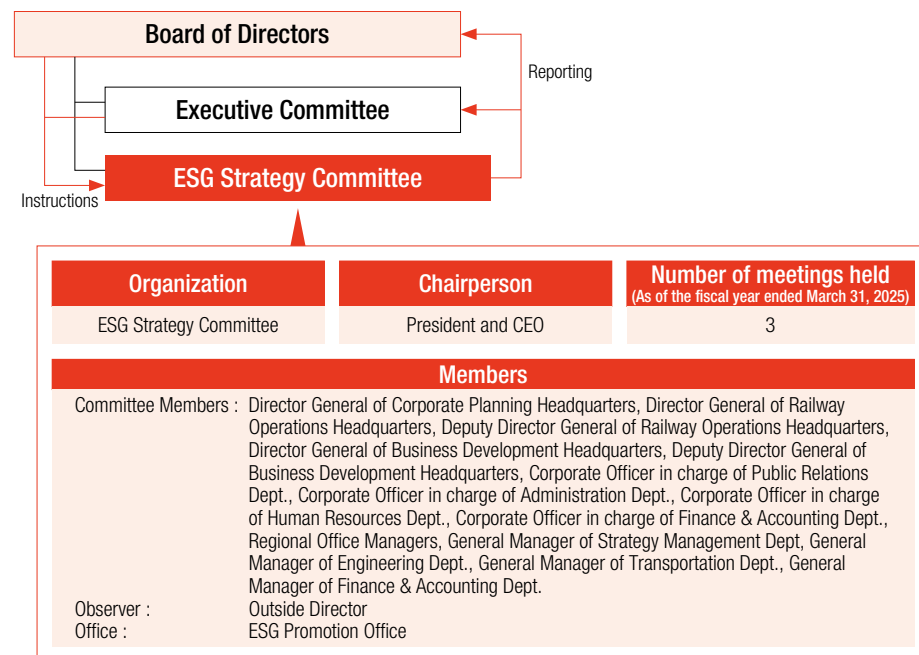 Board of Directors
Reporting
Executive Committee
ESG Strategy Committee
Instructions
Organization
Chairperson
Number of meetings held
(As of the fiscal year ended March 31, 2025)
ESG Strategy Committee
President and CEO
3
Members
Committee Members : Director General of Corporate Planning Headquarters, Director General of Railway
Operations Headquarters, Deputy Director General of Railway Operations Headquarters,
Director General of Business Development Headquarters, Deputy Director General of
Business Development Headquarters, Corporate Officer in charge of Public Relations
Dept., Corporate Officer in charge of Administration Dept., Corporate Officer in charge
of Human Resources Dept., Corporate Officer in charge of Finance & Accounting Dept.,
Regional Office Managers, General Manager of Strategy Management Dept, General
Manager of Engineering Dept., General Manager of Transportation Dept., General
Manager of Finance & Accounting Dept.
Observer : Outside Director
Office : ESG Promotion Office